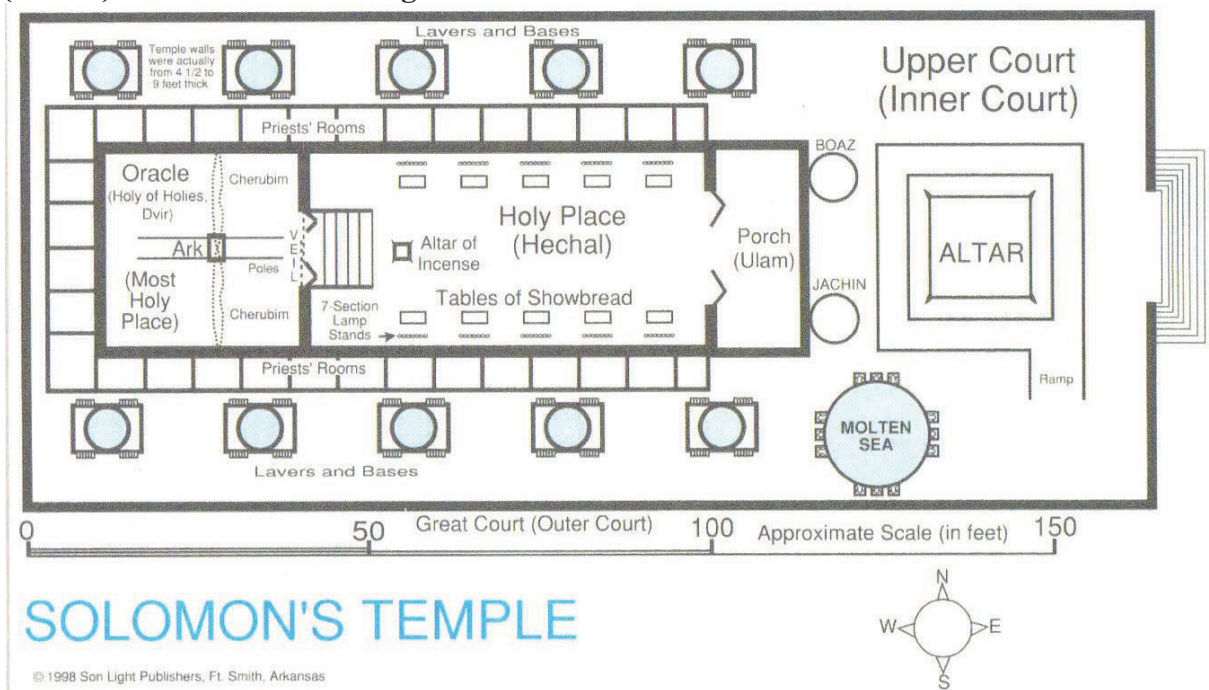 Lavers and Bases
Temple walls
were actually
from 4 1/2 to
9 feet thick
Upper Court
(Inner Court)
Priests' Rooms
BOAZ
Oracle
(Holy of Holies,
Dvir)
Cherubim
Holy Place
(Hechal)
Porch
(Ulam)
ALTAR
V
E
I
L
Ark
Poles
Altar of
Incense
(Most
Holy
Place)
Cherubim
7-Section
Lamp
Stands
Tables of Showbread
JACHIN
Priests' Rooms
Ramp
MOLTEN
SEA
Lavers and Bases
0
50
Great Court (Outer Court)
100
Approximate Scale (in feet)
150
SOLOMON'S TEMPLE
N
W
E
S
© 1998 Son Light Publishers, Ft. Smith, Arkansas